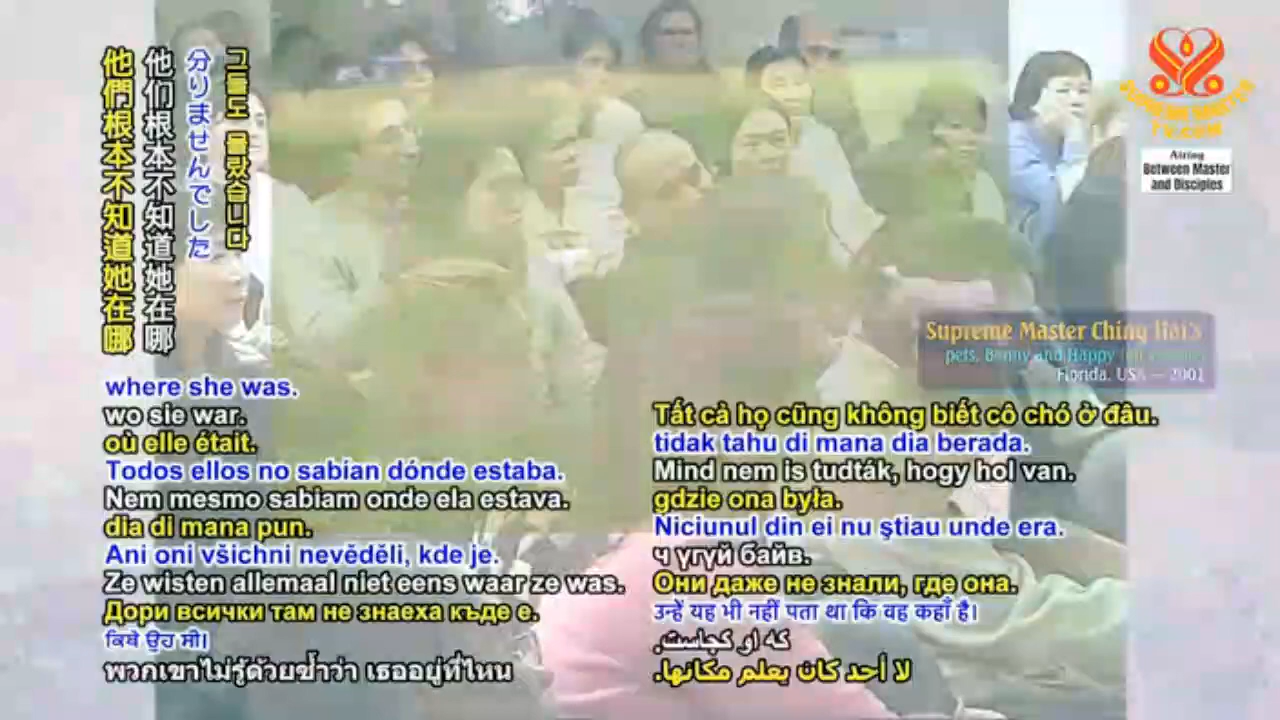 그들도 몰랐습니다
分りませんでした
他们根本不知道她在哪
他們根本不知道她在哪
SUPREME MASTER
TV.COM
Airing
Between Master
and Disciples
Supreme Master Ching Hai's
pets, Benny and Happy
Florida, USA – 2001
where she was.
wo sie war.
où elle était.
Todos ellos no sabían dónde estaba.
Nem mesmo sabiam onde ela estava.
dia di mana pun.
Ani oni všichni nevěděli, kde je.
Ze wisten allemaal niet eens waar ze was.
Дори всички там не знаеха къде е.
ਕਿਥੇ ਉਹ ਸੀ।
พวกเขาไม่รู้ด้วยซ้ำว่า เธออยู่ที่ไหน
Tất cả họ cũng không biết cô chó ở đâu.
tidak tahu di mana dia berada.
Mind nem is tudták, hogy hol van.
gdzie ona była.
Niciunul din ei nu ştiau unde era.
ч үгүй байв.
Они даже не знали, где она.
उन्हें यह भी नहीं पता था कि वह कहाँ है।
که او کجاست.
لا أحد كان يعلم مكانها.